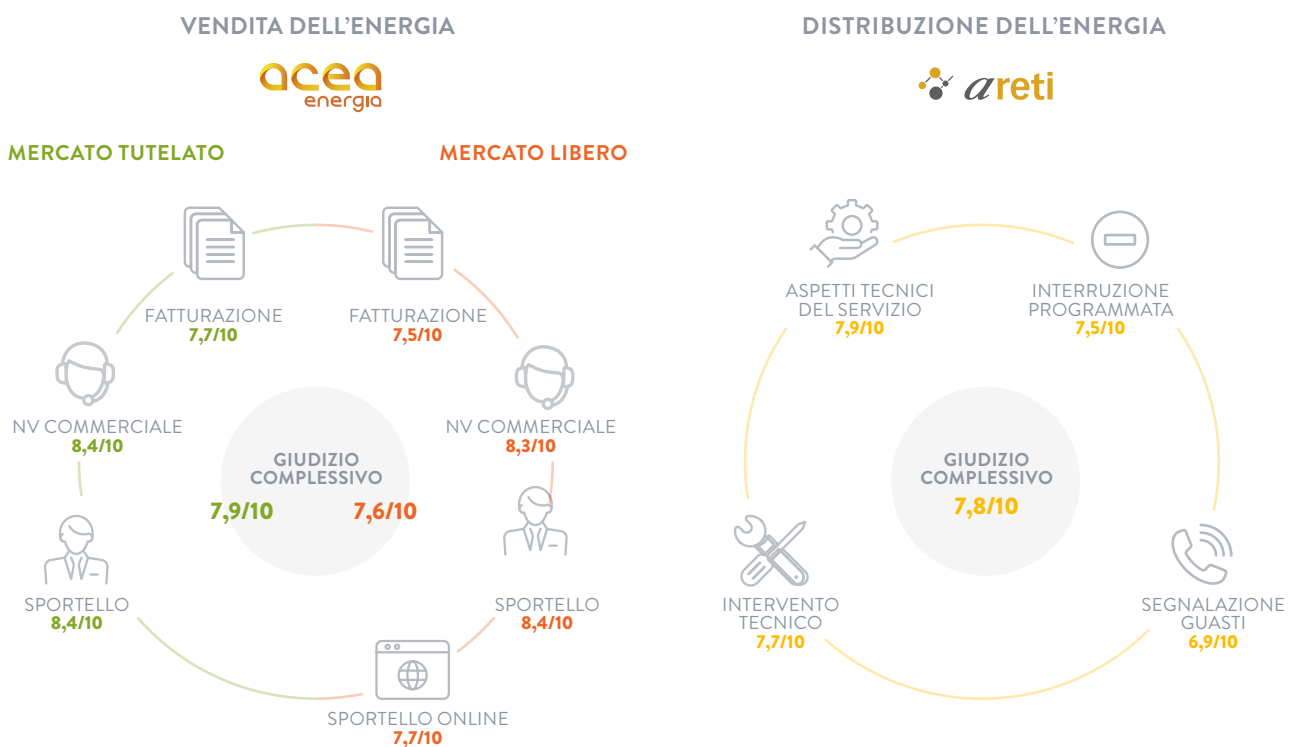 VENDITA DELL'ENERGIA
acea
energia
MERCATO TUTELATO
MERCATO LIBERO
FATTURAZIONE
7,7/10
FATTURAZIONE
7,5/10
NV COMMERCIALE
8,4/10
NV COMMERCIALE
8,3/10
GIUDIZIO
COMPLESSIVO
7,9/10
7,6/10
SPORTELLO
8,4/10
SPORTELLO
8,4/10
SPORTELLO ONLINE
7,7/10
DISTRIBUZIONE DELL'ENERGIA
areti
ASPETTI TECNICI
DEL SERVIZIO
7,9/10
INTERRUZIONE
PROGRAMMATA
7,5/10
GIUDIZIO
COMPLESSIVO
7,8/10
INTERVENTO
TECNICO
7,7/10
SEGNALAZIONE
GUASTI
6,9/10